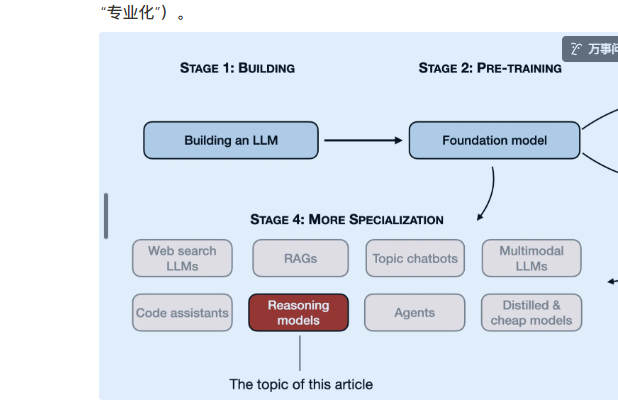 “专业化”）。
万事问
STAGE 1: BUILDING
STAGE 2: PRE-TRAINING
Building an LLM
Foundation model
STAGE 4: MORE SPECIALIZATION
Web search
LLMs
RAGs
Topic chatbots
Multimodal
LLMs
Code assistants
Reasoning
models
Agents
Distilled &
cheap models
The topic of this article